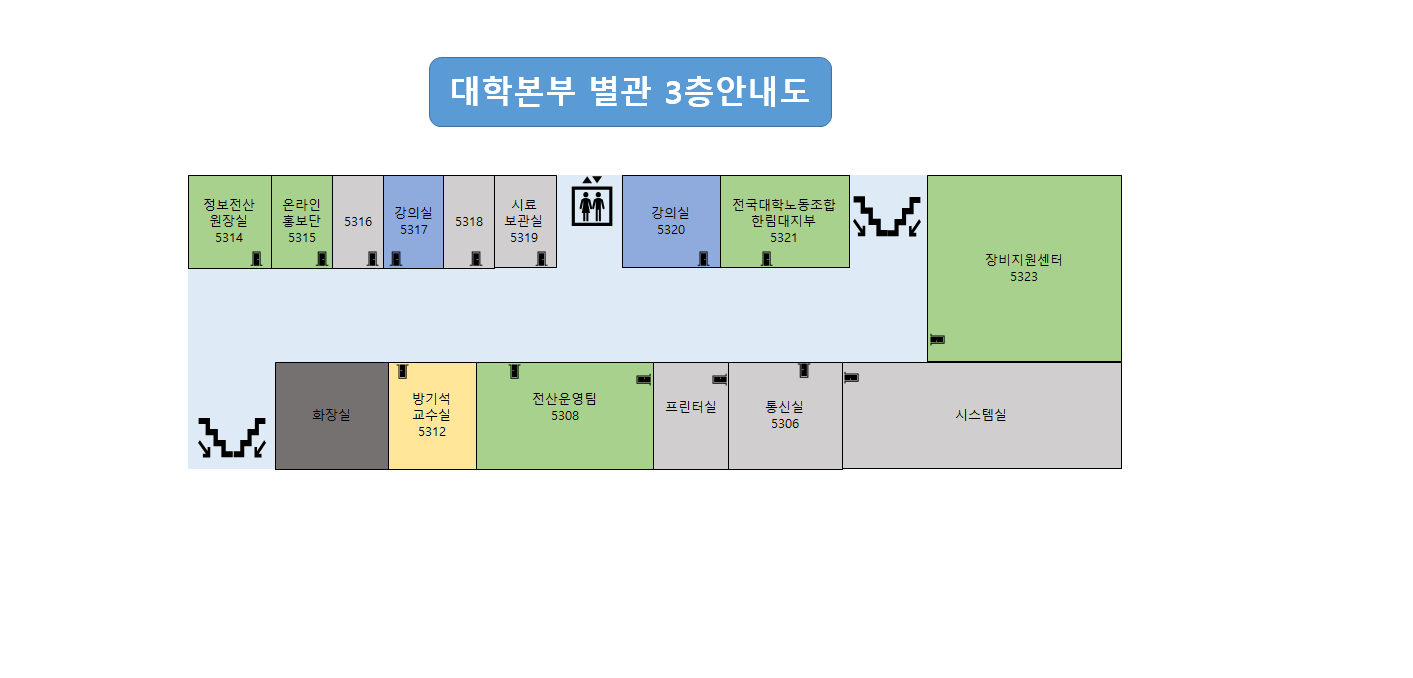 대학본부 별관 3층안내도
정보전산
원장실
5314
온라인
홍보단
5315
5316
강의실
5317
5318
시료
보관실
5319
강의실
5320
전국대학노동조합
한림대지부
5321
장비지원센터
5323
화장실
방기석
교수실
5312
전산운영팀
5308
프린터실
통신실
5306
시스템실